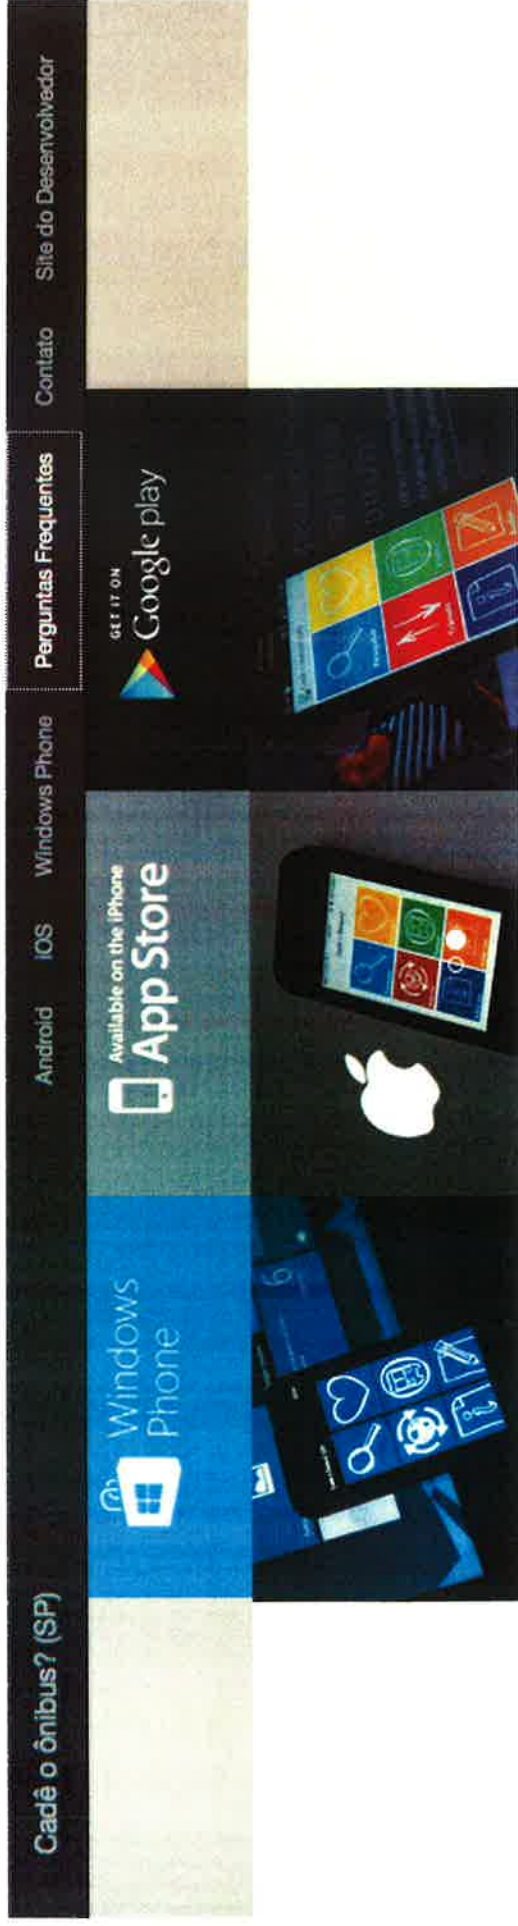 Cadê o ônibus? (SP)
Android
iOS
Windows Phone
Perguntas Frequentes
Contato
Site do Desenvolvedor
Windows
Phone
Available on the iPhone
App Store
GET IT ON
Google play